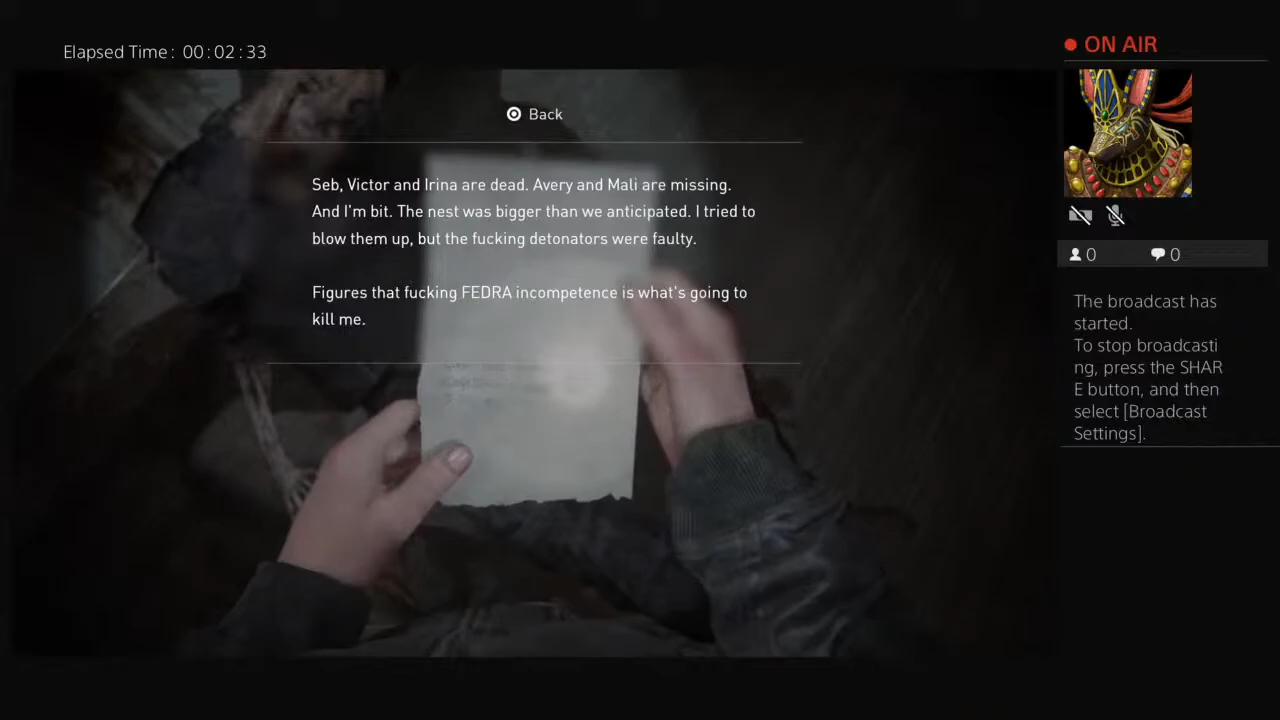 Elapsed Time: 00:02:33
ON AIR
Back
Seb, Victor and Irina are dead. Avery and Mali are missing.
And I'm bit. The nest was bigger than we anticipated. I tried to
blow them up, but the fucking detonators were faulty.
Figures that fucking FEDRA incompetence is what's going to
kill me.
0
0
The broadcast has
started.
To stop broadcasti
ng, press the SHAR
E button, and then
select [Broadcast
Settings].